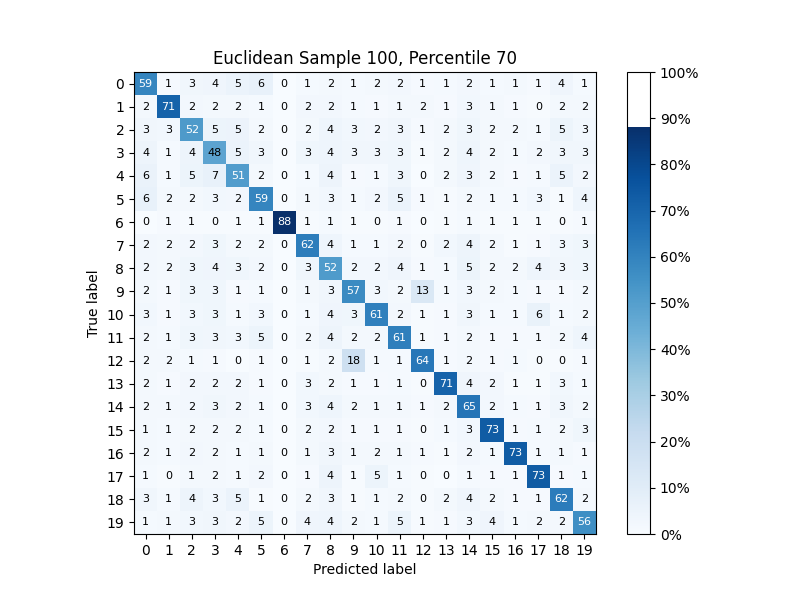 Euclidean Sample 100, Percentile 70
0 59 1 3 4 5 6 0 1 2 1 2 2 1 1 2 1 1 1 4 1
1 2 71 2 2 2 1 0 2 2 1 1 1 2 1 3 1 1 0 2 2
2 3 3 52 5 5 2 0 2 4 3 2 3 1 2 3 2 2 1 5 3
3 4 1 4 48 5 3 0 3 4 3 3 3 1 2 4 2 1 2 3 3
4 6 1 5 7 51 2 0 1 4 1 1 3 0 2 3 2 1 1 5 2
5 6 2 2 3 2 59 0 1 3 1 2 5 1 1 2 1 1 3 1 4
6 0 1 1 0 1 1 88 1 1 1 0 1 0 1 1 1 1 1 0 1
7 2 2 2 3 2 2 0 62 4 1 1 2 0 2 4 2 1 1 3 3
8 2 2 3 4 3 2 0 3 52 2 2 4 1 1 5 2 2 4 3 3
9 2 1 3 3 1 1 0 1 3 57 3 2 13 1 3 2 1 1 1 2
10 3 1 3 3 1 3 0 1 4 3 61 2 1 1 3 1 1 6 1 2
11 2 1 3 3 3 5 0 2 4 2 2 61 1 1 2 1 1 1 2 4
12 2 2 1 1 0 1 0 1 2 18 1 1 64 1 2 1 1 0 0 1
13 2 1 2 2 2 1 0 3 2 1 1 1 0 71 4 2 1 1 3 1
14 2 1 2 3 2 1 0 3 4 2 1 1 1 2 65 2 1 1 3 2
15 1 1 2 2 2 1 0 2 2 1 1 1 0 1 3 73 1 1 2 3
16 2 1 2 2 1 1 0 1 3 1 2 1 1 1 2 1 73 1 1 1
17 1 0 1 2 1 2 0 1 4 1 5 1 0 0 1 1 1 73 1 1
18 3 1 4 3 5 1 0 2 3 1 1 2 0 2 4 2 1 1 62 2
19 1 1 3 3 2 5 0 4 4 2 1 5 1 1 3 4 1 2 2 56
0 1 2 3 4 5 6 7 8 9 10 11 12 13 14 15 16 17 18 19
Predicted label
True label
100%
90%
80%
70%
60%
50%
40%
30%
20%
10%
0%